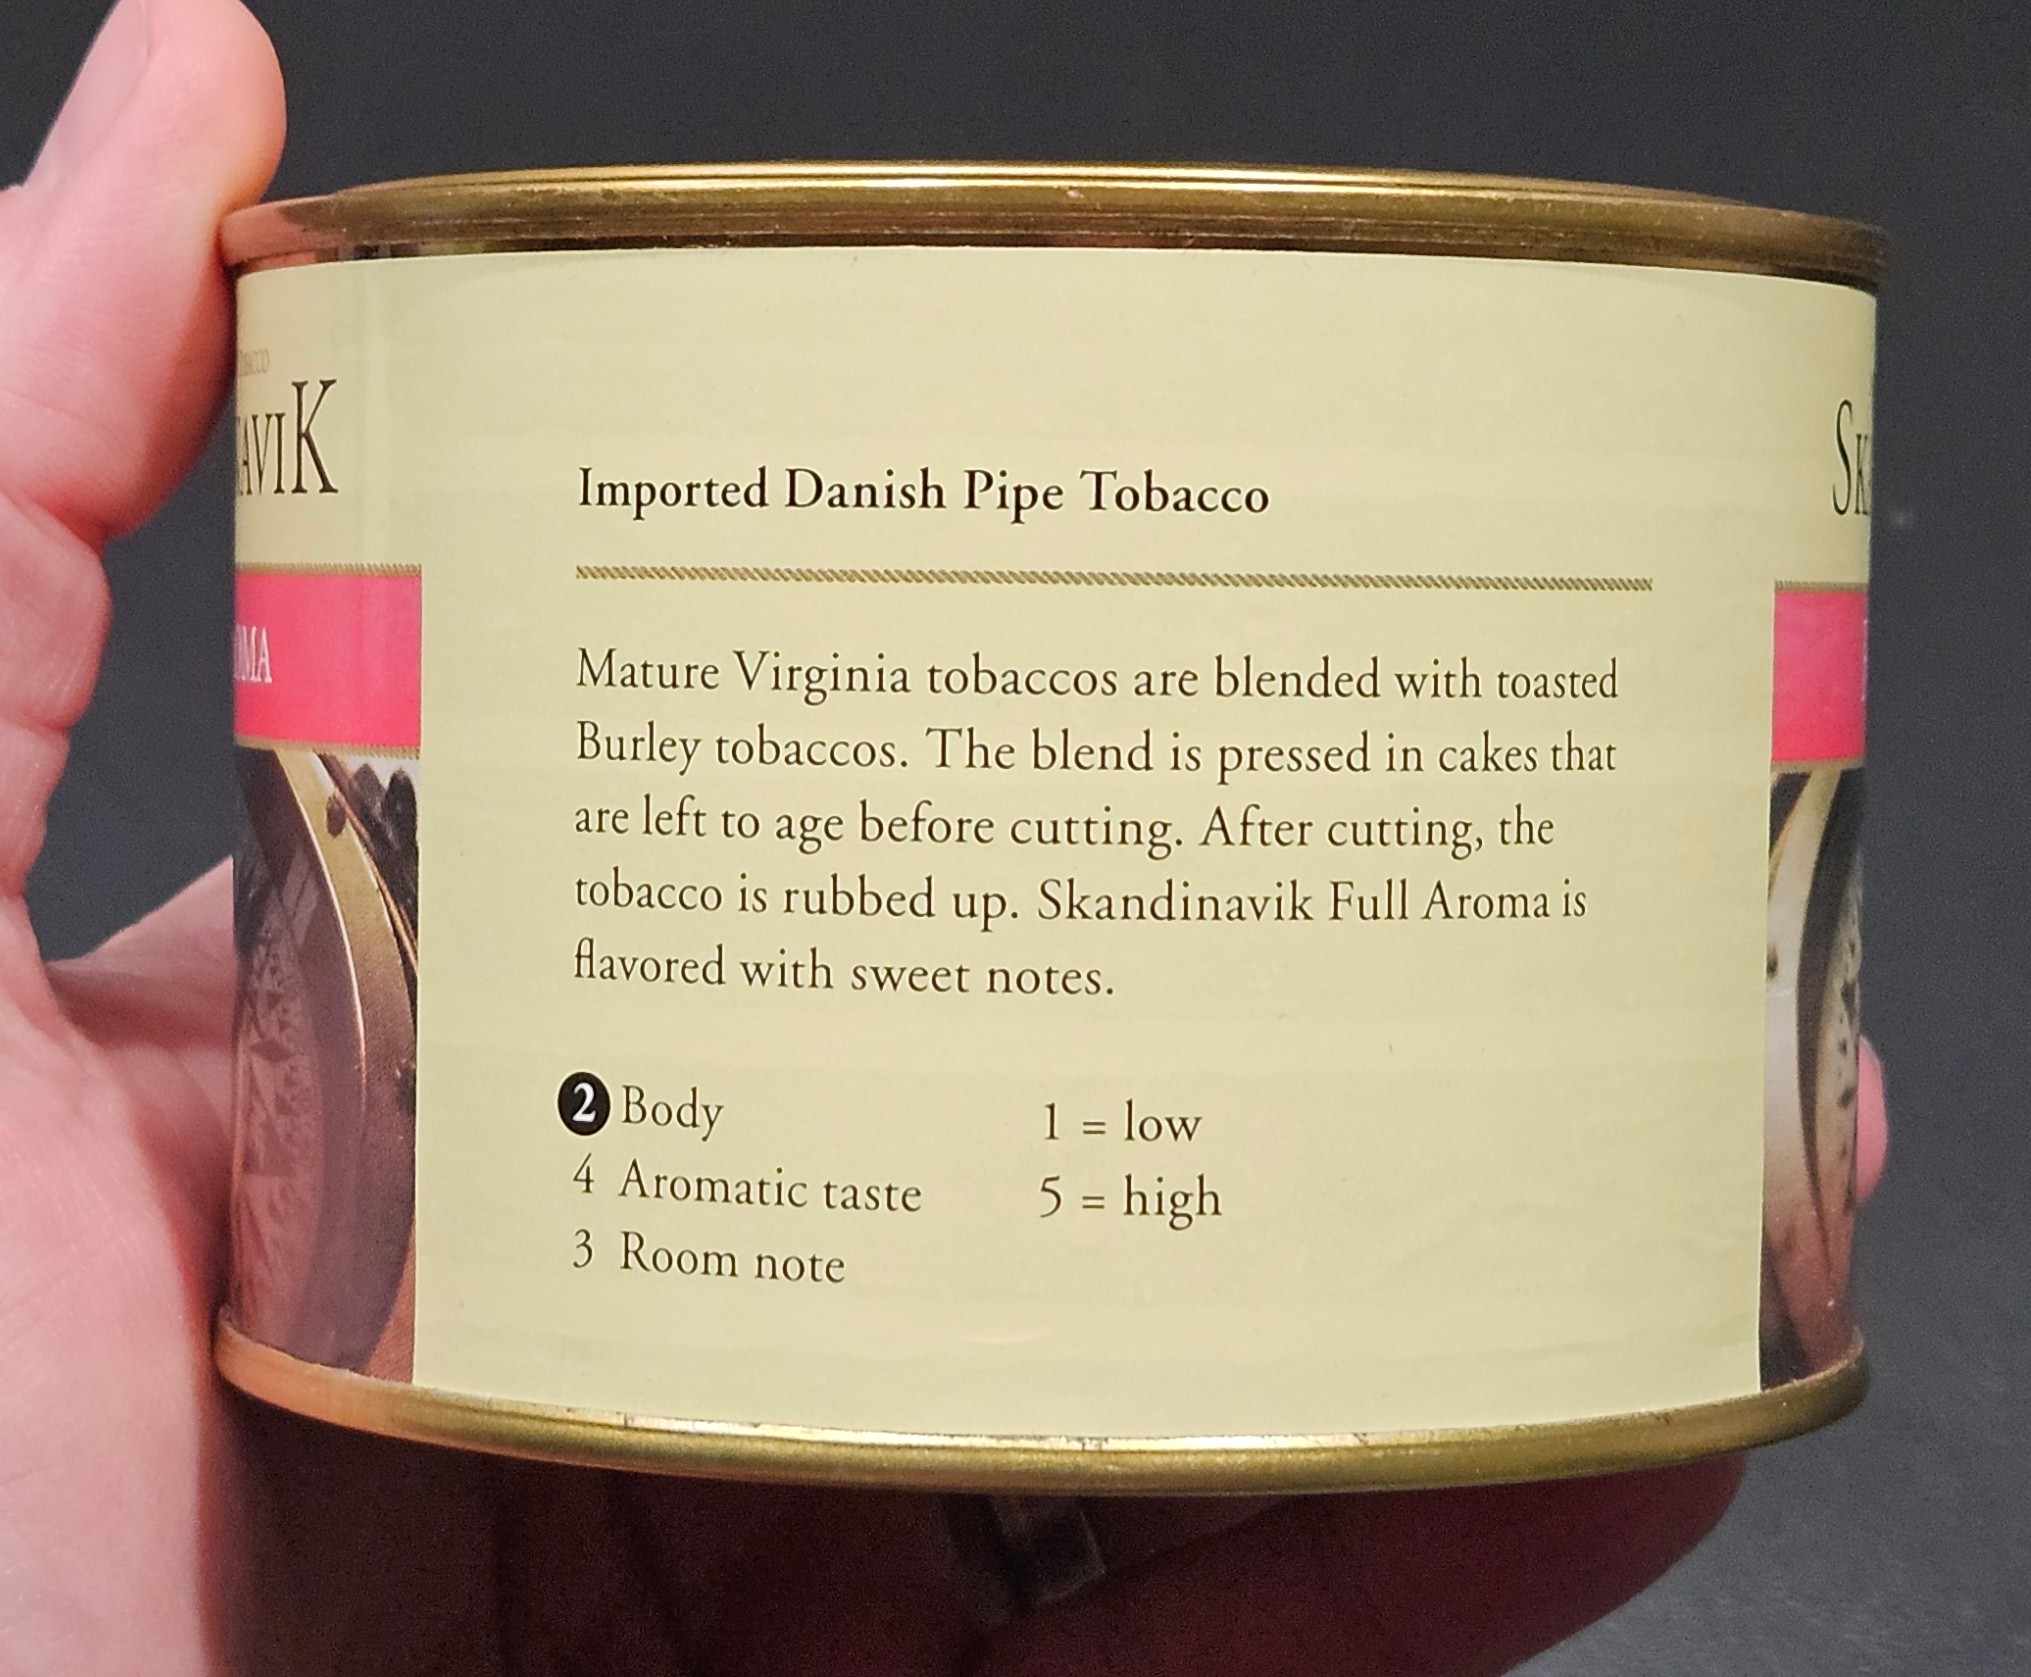 AVIK
SK
OMA
Imported Danish Pipe Tobacco
Mature Virginia tobaccos are blended with toasted
Burley tobaccos. The blend is pressed in cakes that
are left to age before cutting. After cutting, the
tobacco is rubbed up. Skandinavik Full Aroma is
flavored with sweet notes.
2 Body
4 Aromatic taste
3 Room note
1 = low
5 = high